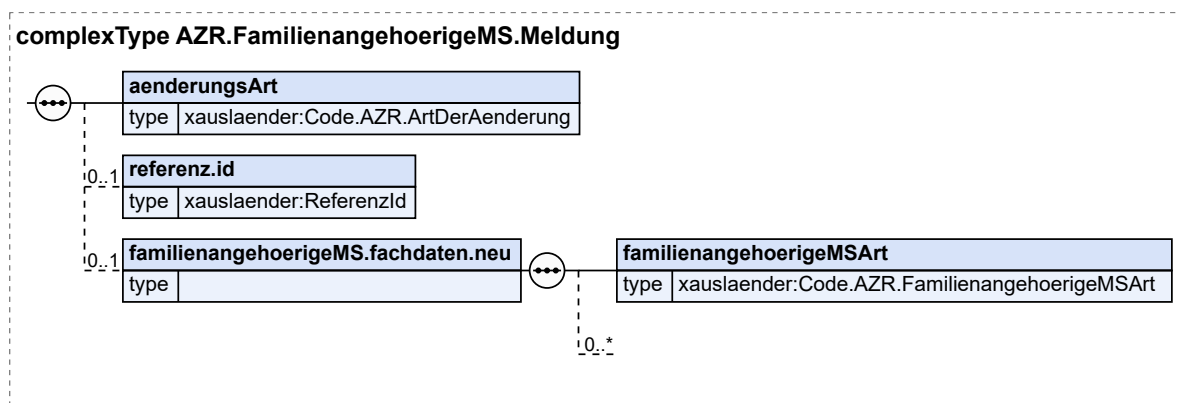 complexType AZR.FamilienangehoerigeMS.Meldung
aenderungsArt
type xauslaender:Code.AZR.ArtDerAenderung
0..1 referenz.id
type xauslaender:ReferenzId
0..1 familienangehoerigeMS.fachdaten.neu familienangehoerigeMSArt
type type xauslaender:Code.AZR.FamilienangehoerigeMSArt
0..*